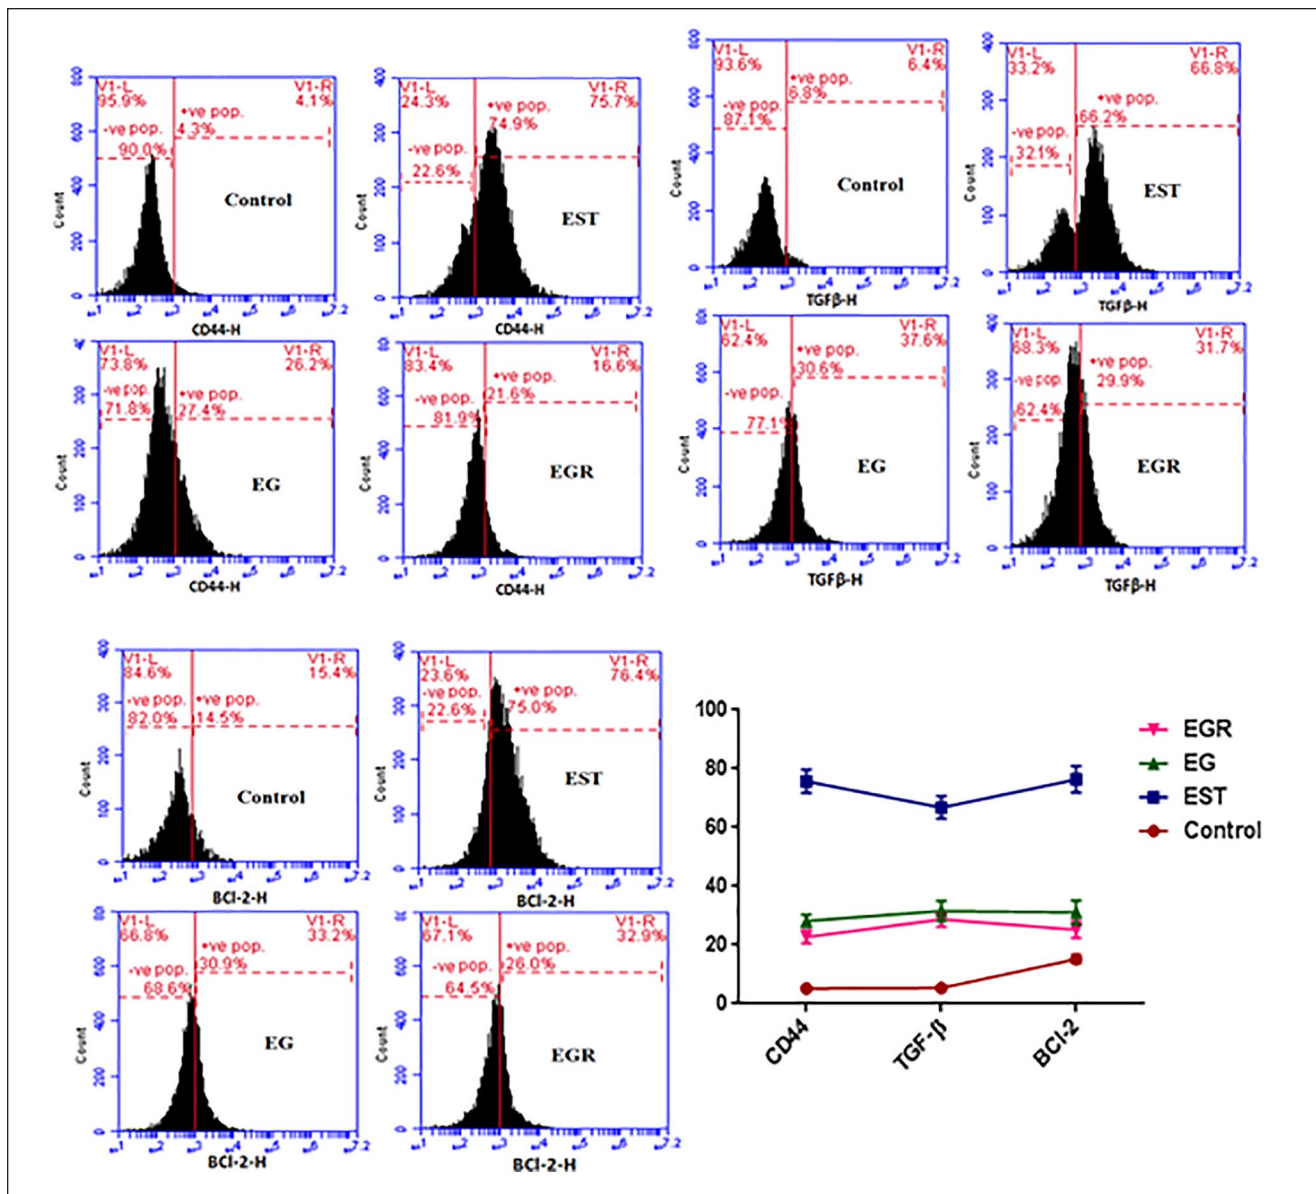 V1-L V1-R
95.9% 4.1%
+ve pop.
4.3%
-ve pop.
90.0%
Control
Count
CD44-H
V1-L V1-R
24.3% 75.7%
+ve pop.
74.9%
-ve pop.
22.6%
EST
CD44-H
V1-L V1-R
93.6% 6.4%
+ve pop.
6.8%
-ve pop.
87.1%
Control
Count
TGFβ-H
V1-L V1-R
33.2% 66.8%
+ve pop.
66.2%
-ve pop.
32.1%
EST
Count
TGFβ-H
V1-L V1-R
73.8% 26.2%
-ve pop. +ve pop.
71.8% 27.4%
EG
Count
CD44-H
V1-L V1-R
83.4% 16.6%
+ve pop.
21.6%
-ve pop.
81.9%
EGR
Count
CD44-H
V1-L V1-R
62.4% 37.6%
+ve pop.
30.6%
-ve pop.
77.1%
EG
Count
TGFβ-H
V1-L V1-R
68.3% 31.7%
+ve pop.
29.9%
-ve pop.
62.4%
EGR
Count
TGFβ-H
V1-L V1-R
84.6% 15.4%
-ve pop. +ve pop.
82.0% 14.5%
Control
Count
BCl-2-H
V1-L V1-R
23.6% 76.4%
-ve pop. +ve pop.
22.6% 75.0%
EST
Count
BCl-2-H
V1-L V1-R
66.8% 33.2%
+ve pop.
30.9%
-ve pop.
68.6%
EG
Count
BCl-2-H
V1-L V1-R
67.1% 32.9%
+ve pop.
26.0%
-ve pop.
64.5%
EGR
Count
BCl-2-H
100
80
60
40
20
0
CD44
TGF-β
BCl-2
EGR
EG
EST
Control